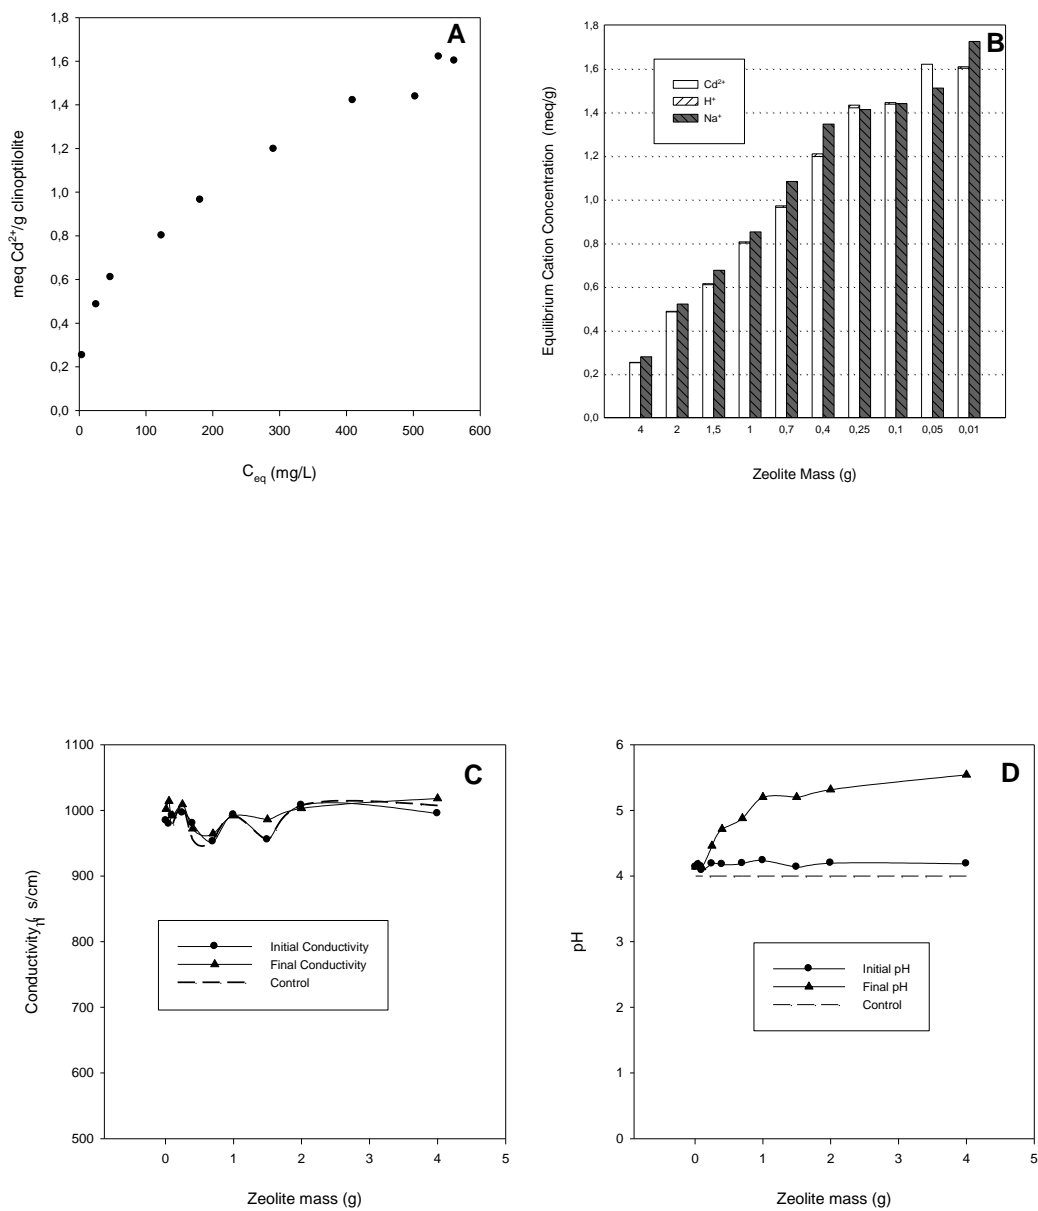 A
1,8
1,6
1,4
1,2
1,0
0,8
0,6
0,4
0,2
0,0
meq Cd2+/g clinoptilolite
0 100 200 300 400 500 600
Ceq (mg/L)
B
1,8
1,6
1,4
1,2
1,0
0,8
0,6
0,4
0,2
0,0
Equilibrium Cation Concentration (meq/g)
Cd2+
H+
Na+
4 2 1,5 1 0,7 0,4 0,25 0,1 0,05 0,01
Zeolite Mass (g)
C
1100
1000
900
800
700
600
500
Conductivity ( s/cm)
Initial Conductivity
Final Conductivity
Control
0 1 2 3 4 5
Zeolite mass (g)
D
6
5
4
3
2
1
0
pH
Initial pH
Final pH
Control
0 1 2 3 4 5
Zeolite mass (g)